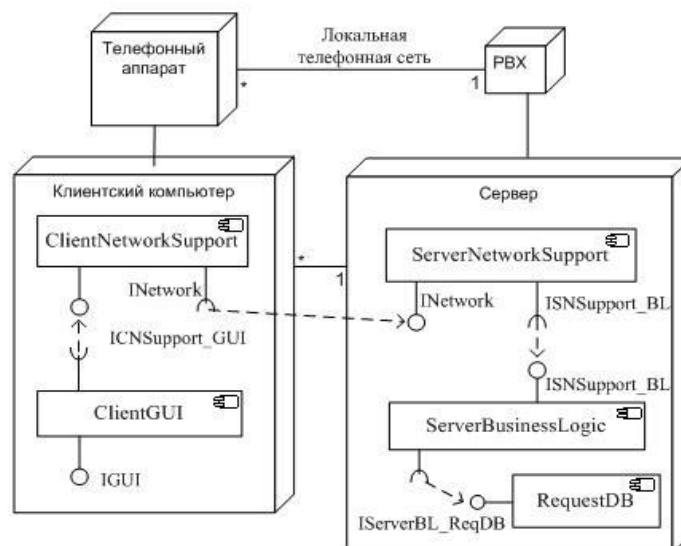 Телефонный
аппарат
Локальная
телефонная сеть
PBX
*
1
Клиентский компьютер
Сервер
ClientNetworkSupport
ServerNetworkSupport
*
1
INetwork
INetwork
ISNSupport_BL
ICNSupport_GUI
ISNSupport_BL
ClientGUI
ServerBusinessLogic
IGUI
RequestDB
IServerBL_ReqDB